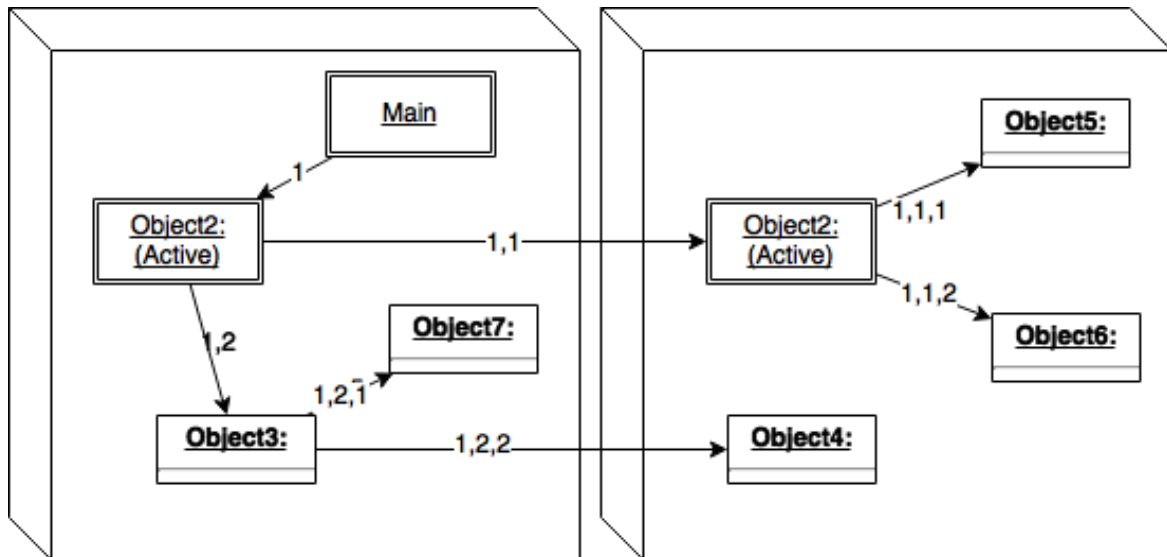 Main
1
Object2:
(Active)
1,1
1,2
Object7:
1,2,1
Object3:
1,2,2
Object5:
1,1,1
Object2:
(Active)
1,1,2
Object6:
Object4: